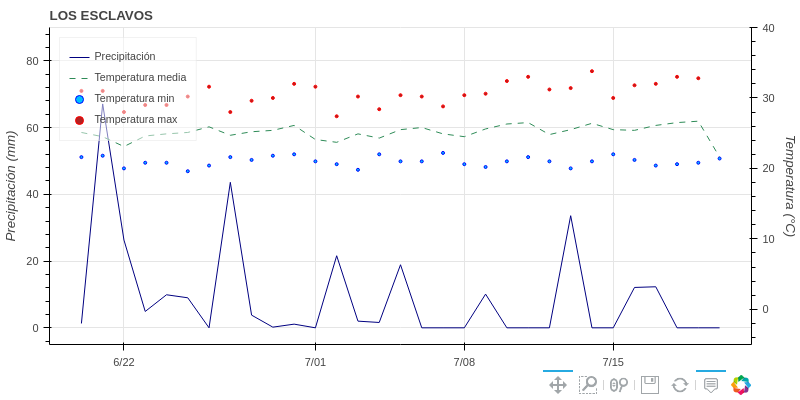 LOS ESCLAVOS
Precipitación
Temperatura media
Temperatura min
Temperatura max
Precipitación (mm)
80
60
40
20
0
Temperatura (°C)
40
30
20
10
0
6/22
7/01
7/08
7/15